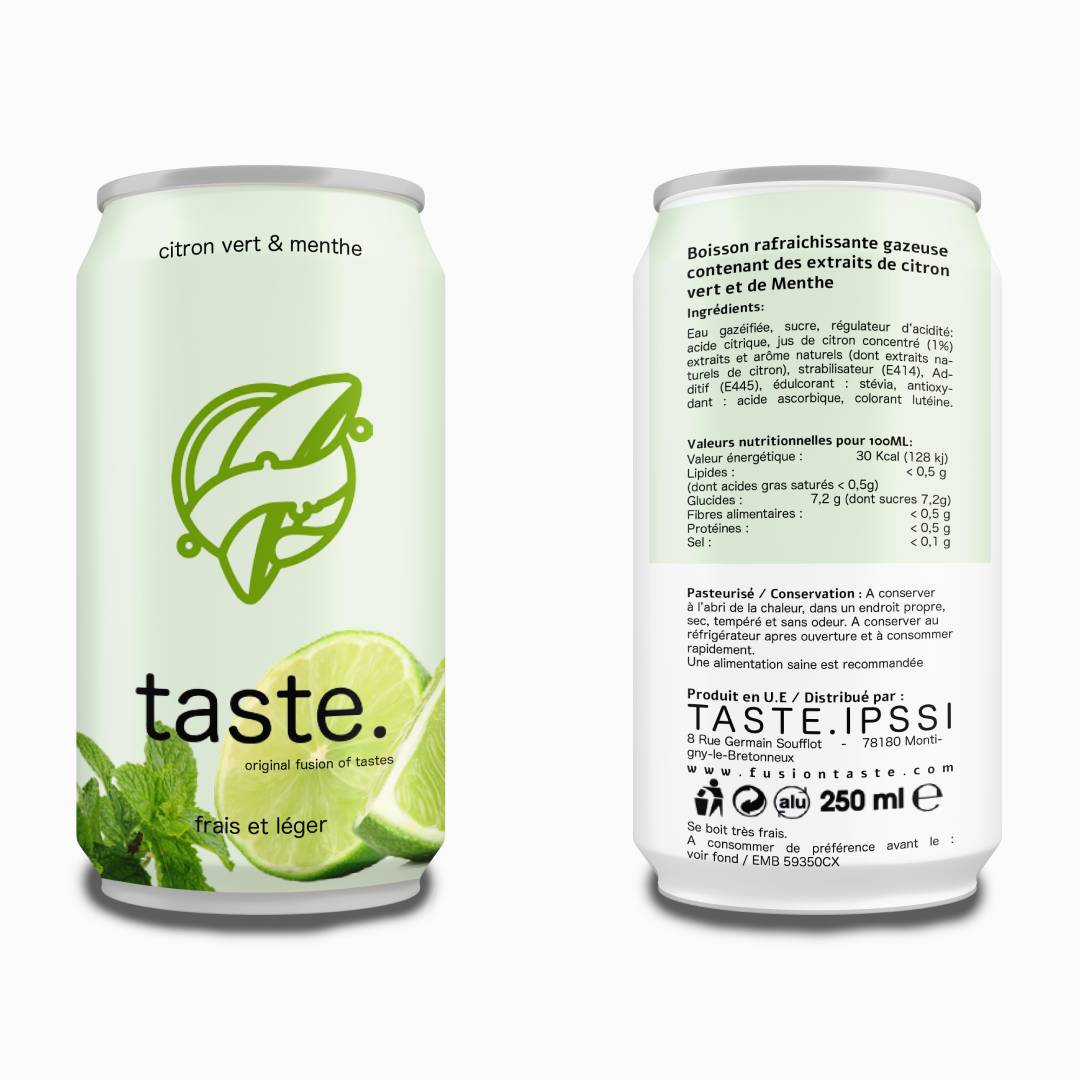 citron vert & menthe
taste.
original fusion of tastes
frais et léger
Boisson rafraichissante gazeuse
contenant des extraits de citron
vert et de Menthe
Ingrédients:
Eau gazéifiée, sucre, régulateur d'acidité:
acide citrique, jus de citron concentré (1%)
extraits et arôme naturels (dont extraits na-
turels de citron), strabilisateur (E414), Ad-
ditif (E445), édulcorant : stévia, antioxy-
dant : acide ascorbique, colorant lutéine.
Valeurs nutritionnelles pour 100ML:
Valeur énergétique : 30 Kcal (128 kj)
Lipides : < 0,5 g
(dont acides gras saturés < 0,5g)
Glucides : 7,2 g (dont sucres 7,2g)
Fibres alimentaires : < 0,5 g
Protéines : < 0,5 g
Sel : < 0,1 g
Pasteurisé / Conservation : A conserver
à l'abri de la chaleur, dans un endroit propre,
sec, tempéré et sans odeur. A conserver au
réfrigérateur apres ouverture et à consommer
rapidement.
Une alimentation saine est recommandée
Produit en U.E / Distribué par :
TASTE.IPSSI
8 Rue Germain Soufflot - 78180 Monti-
gny-le-Bretonneux
www.fusiontaste.com
alu 250 ml ℮
Se boit très frais.
A consommer de préférence avant le :
voir fond / EMB 59350CX